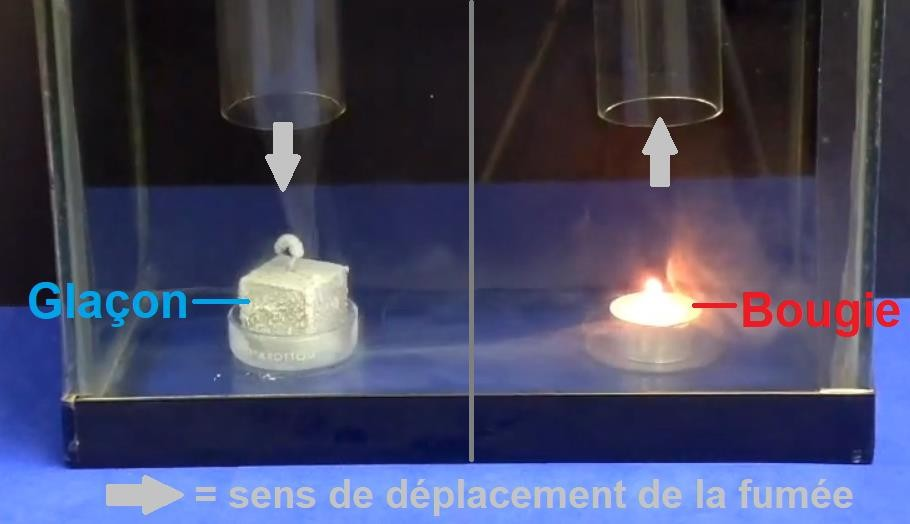 Glaçon
Bougie
= sens de déplacement de la fumée